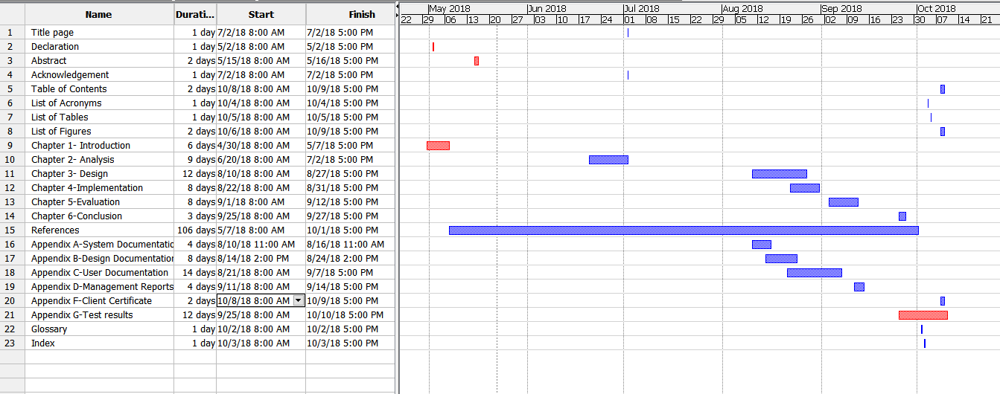 Name Durati... Start Finish
May 2018 Jun 2018 Jul 2018 Aug 2018 Sep 2018 Oct 2018
22 29 06 13 20 27 03 10 17 24 01 08 15 22 29 05 12 19 26 02 09 16 23 30 07 14 21
1 Title page 1 day 7/2/18 8:00 AM 7/2/18 5:00 PM
2 Declaration 1 day 5/2/18 8:00 AM 5/2/18 5:00 PM
3 Abstract 2 days 5/15/18 8:00 AM 5/16/18 5:00 PM
4 Acknowledgement 1 day 7/2/18 8:00 AM 7/2/18 5:00 PM
5 Table of Contents 2 days 10/8/18 8:00 AM 10/9/18 5:00 PM
6 List of Acronyms 1 day 10/4/18 8:00 AM 10/4/18 5:00 PM
7 List of Tables 1 day 10/5/18 8:00 AM 10/5/18 5:00 PM
8 List of Figures 2 days 10/6/18 8:00 AM 10/9/18 5:00 PM
9 Chapter 1- Introduction 6 days 4/30/18 8:00 AM 5/7/18 5:00 PM
10 Chapter 2- Analysis 9 days 6/20/18 8:00 AM 7/2/18 5:00 PM
11 Chapter 3- Design 12 days 8/10/18 8:00 AM 8/27/18 5:00 PM
12 Chapter 4-Implementation 8 days 8/22/18 8:00 AM 8/31/18 5:00 PM
13 Chapter 5-Evaluation 8 days 9/1/18 8:00 AM 9/12/18 5:00 PM
14 Chapter 6-Conclusion 3 days 9/25/18 8:00 AM 9/27/18 5:00 PM
15 References 106 days 5/7/18 8:00 AM 10/1/18 5:00 PM
16 Appendix A-System Documentatic 4 days 8/10/18 11:00 AM 8/16/18 11:00 AM
17 Appendix B-Design Documentation 8 days 8/14/18 2:00 PM 8/24/18 2:00 PM
18 Appendix C-User Documentation 14 days 8/21/18 8:00 AM 9/7/18 5:00 PM
19 Appendix D-Management Reports 4 days 9/11/18 8:00 AM 9/14/18 5:00 PM
20 Appendix F-Client Certificate 2 days 10/8/18 8:00 AM 10/9/18 5:00 PM
21 Appendix G-Test results 12 days 9/25/18 8:00 AM 10/10/18 5:00 PM
22 Glossary 1 day 10/2/18 8:00 AM 10/2/18 5:00 PM
23 Index 1 day 10/3/18 8:00 AM 10/3/18 5:00 PM